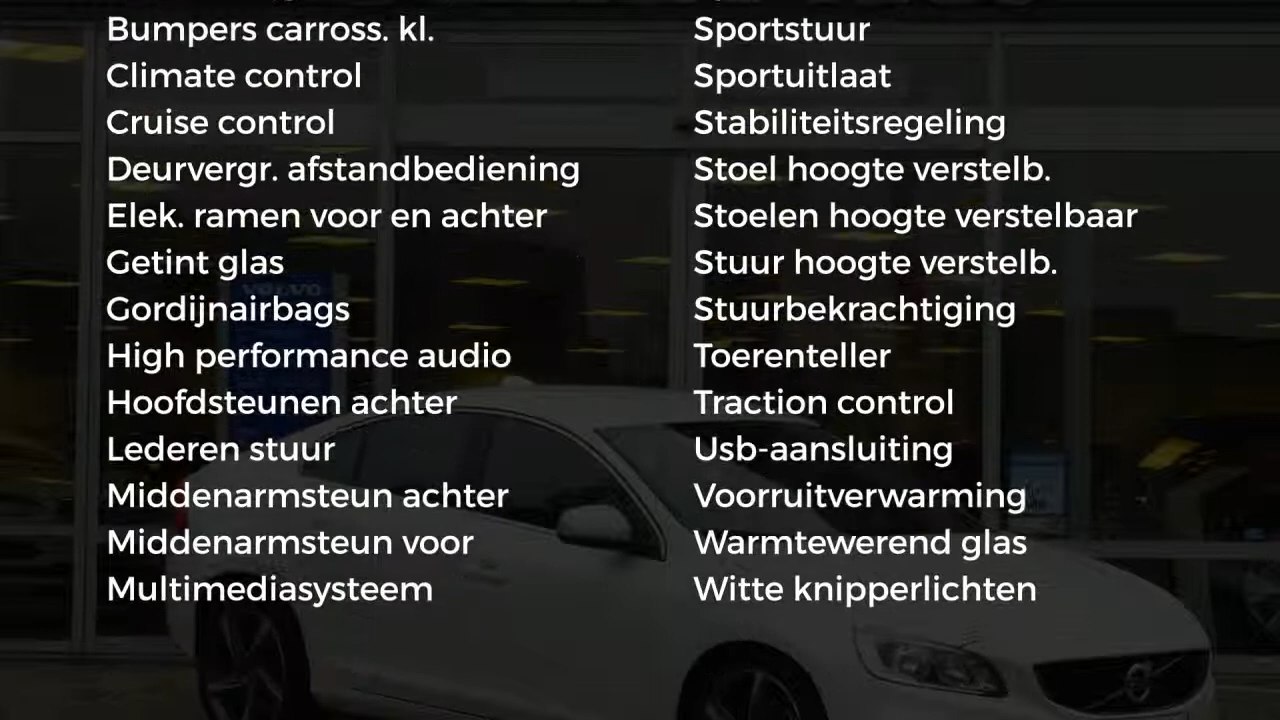 Bumpers carross. kl.
Climate control
Cruise control
Deurvergr. afstandbediening
Elek. ramen voor en achter
Getint glas
Gordijnairbags
High performance audio
Hoofdsteunen achter
Lederen stuur
Middenarmsteun achter
Middenarmsteun voor
Multimediasysteem
Sportstuur
Sportuitlaat
Stabiliteitsregeling
Stoel hoogte verstelb.
Stoelen hoogte verstelbaar
Stuur hoogte verstelb.
Stuurbekrachtiging
Toerenteller
Traction control
Usb-aansluiting
Voorruitverwarming
Warmtewerend glas
Witte knipperlichten
VOLVO